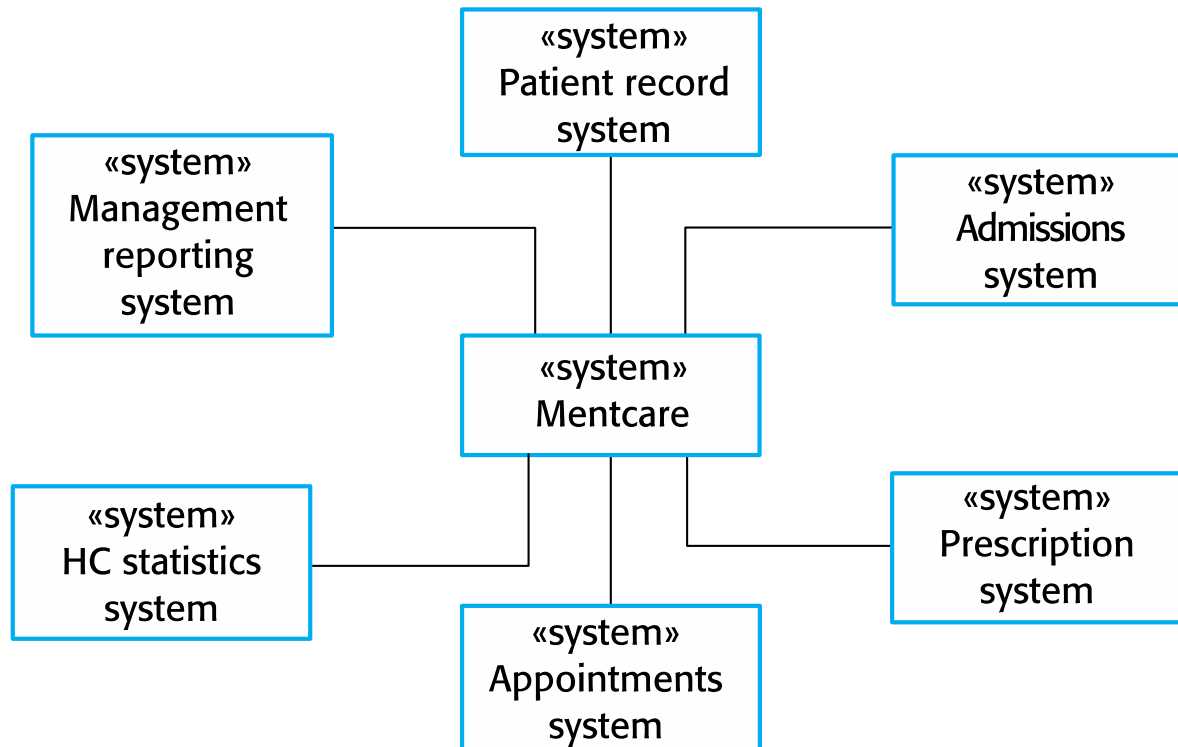 «system»
Patient record
system
«system»
Management
reporting
system
«system»
Admissions
system
«system»
Mentcare
«system»
HC statistics
system
«system»
Prescription
system
«system»
Appointments
system